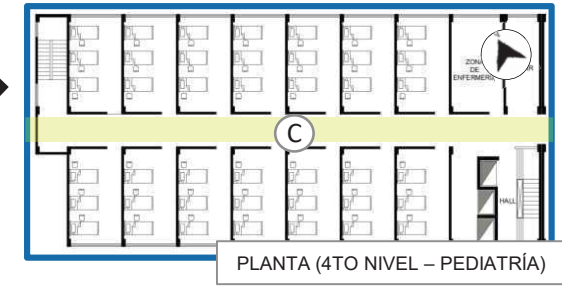 ZONA
DE
ENFERMERÍA
C
HALL
PLANTA (4TO NIVEL – PEDIATRÍA)